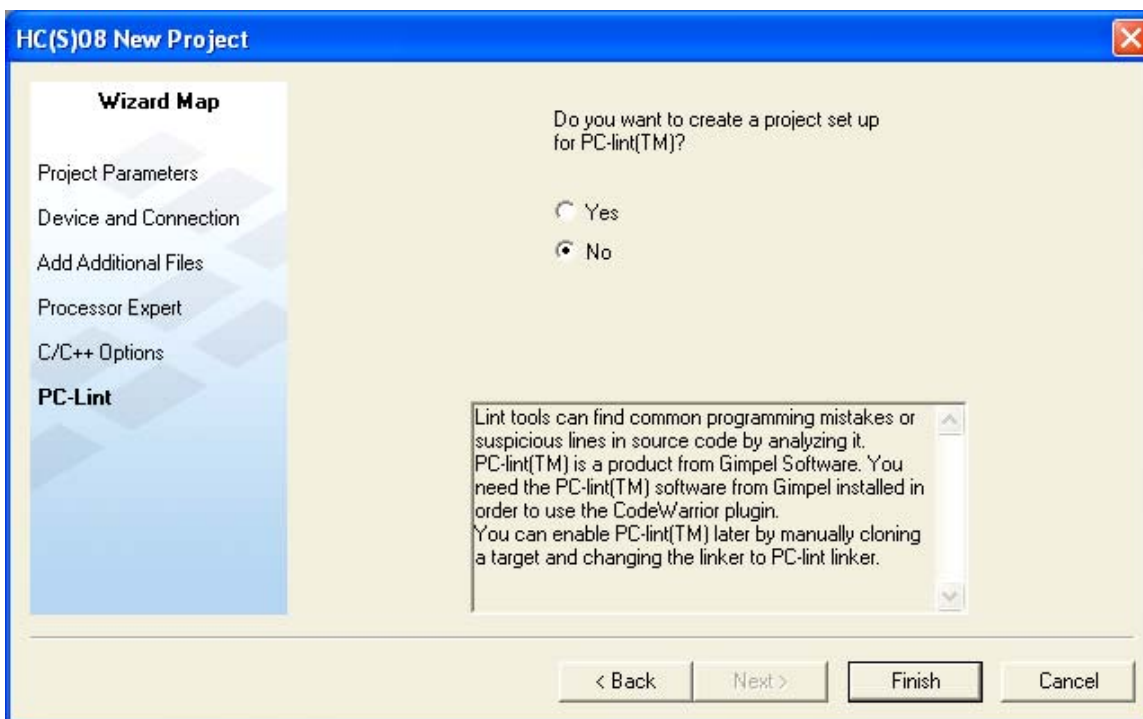 HC(S)08 New Project
Wizard Map
Project Parameters
Device and Connection
Add Additional Files
Processor Expert
C/C++ Options
PC-Lint
Do you want to create a project set up
for PC-lint(TM)?
Yes
No
Lint tools can find common programming mistakes or
suspicious lines in source code by analyzing it.
PC-lint(TM) is a product from Gimpel Software. You
need the PC-lint(TM) software from Gimpel installed in
order to use the CodeWarrior plugin.
You can enable PC-lint(TM) later by manually cloning
a target and changing the linker to PC-lint linker.
< Back
Next >
Finish
Cancel